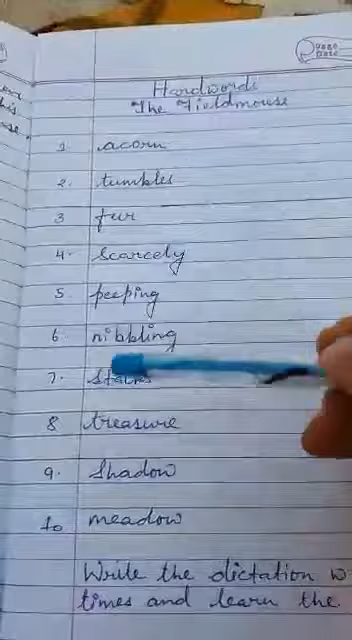 Hardwords
The Fieldmouse
1. acorn
2. tumbles
3 fur
4. scarcely
5. peeping
6 nibbling
7.
8 treasure
9. Shadow
10 meadow
Write the dictation
times and learn the